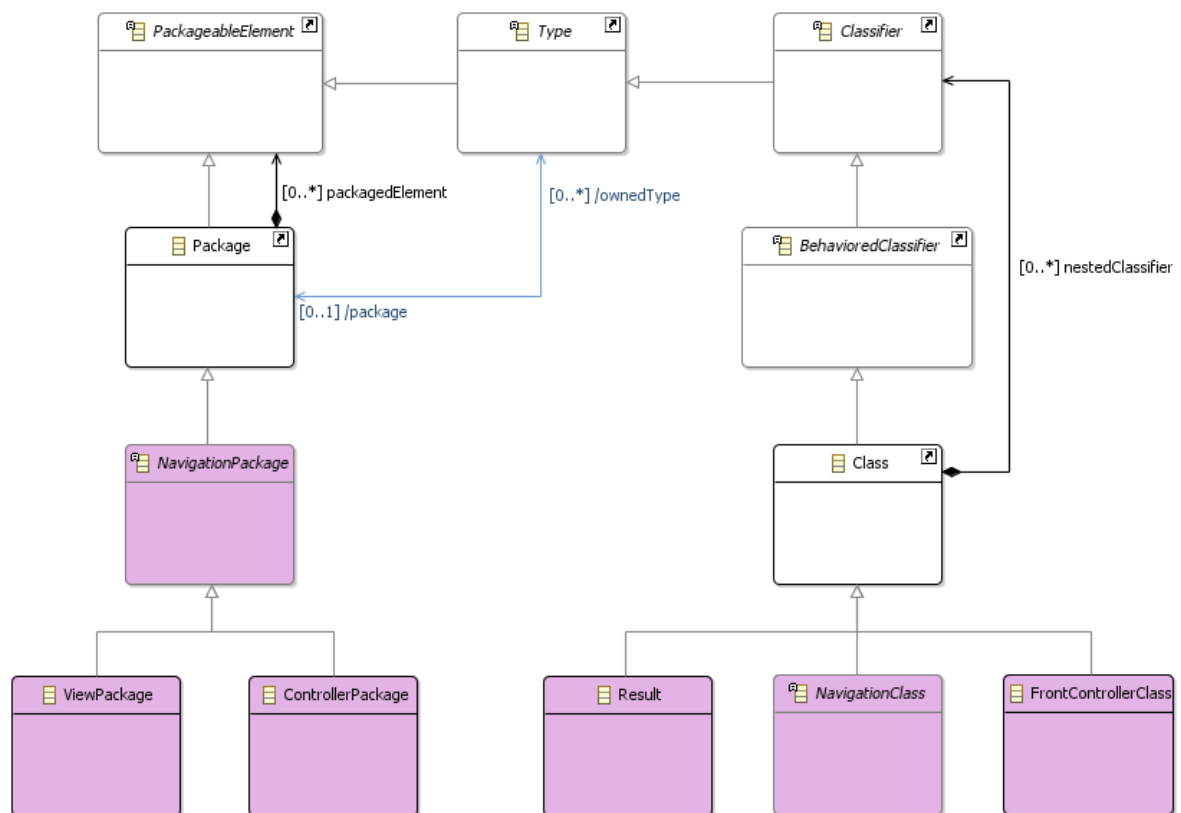 PackageableElement
Type
Classifier
[0..*] packagedElement
[0..*] /ownedType
Package
BehavioredClassifier
[0..*] nestedClassifier
[0..1] /package
NavigationPackage
Class
ViewPackage
ControllerPackage
Result
NavigationClass
FrontControllerClass